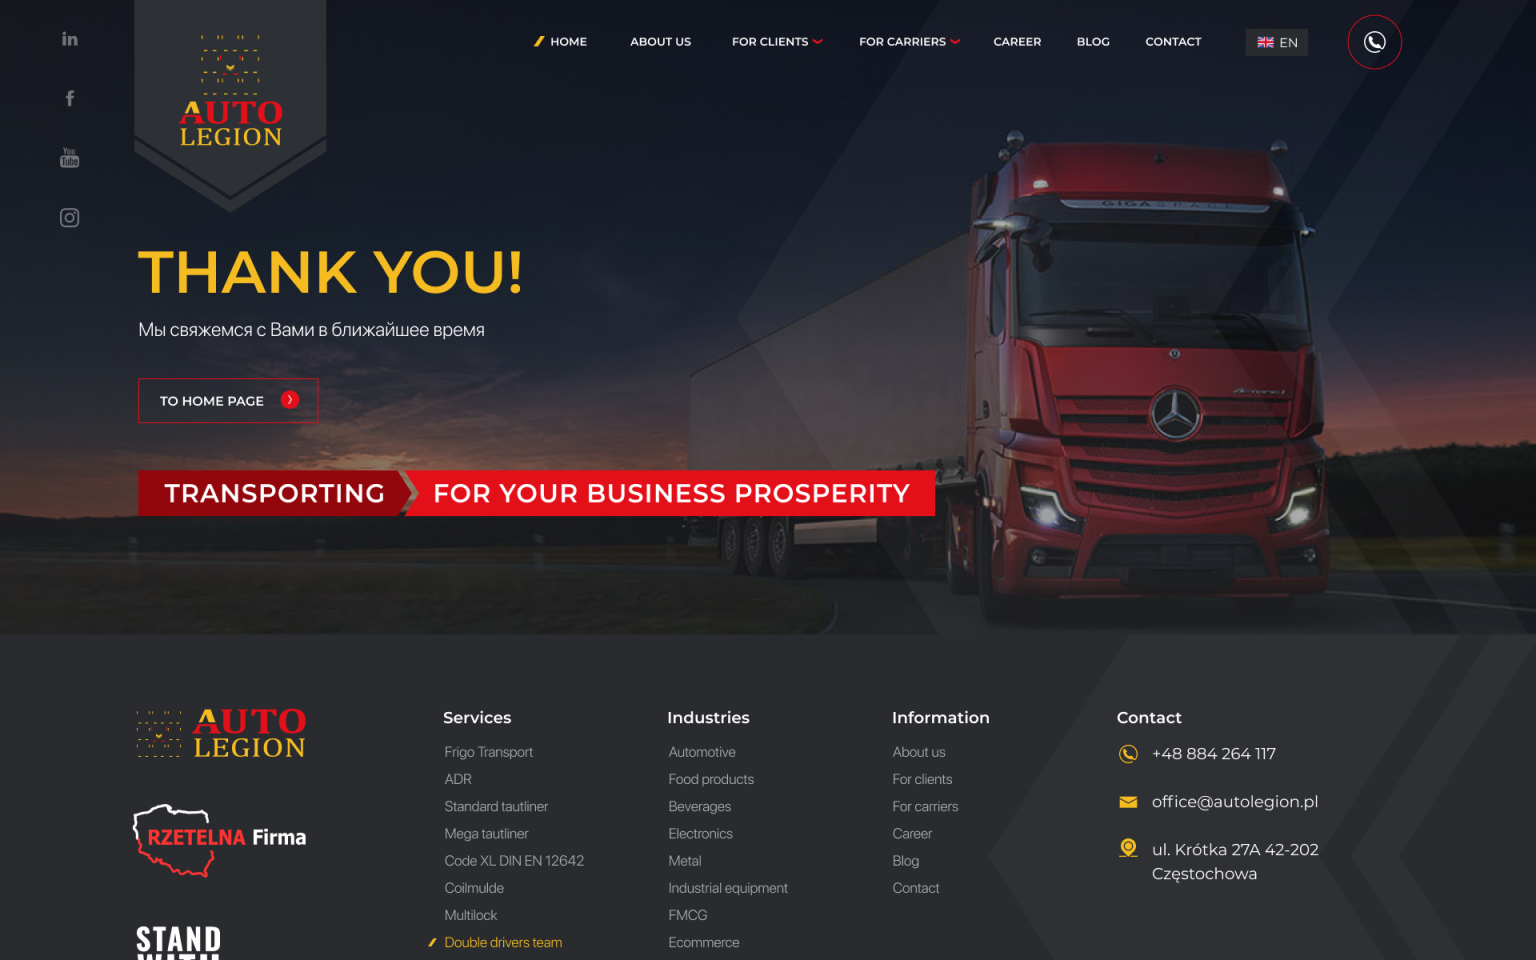 HOME
ABOUT US
FOR CLIENTS
FOR CARRIERS
CAREER
BLOG
CONTACT
EN
AUTO
LEGION
You
Tube
GIGASPACE
THANK YOU!
Мы свяжемся с Вами в ближайшее время
TO HOME PAGE
TRANSPORTING
FOR YOUR BUSINESS PROSPERITY
AUTO
LEGION
RZETELNA Firma
STAND
Services
Frigo Transport
ADR
Standard tautliner
Mega tautliner
Code XL DIN EN 12642
Coilmulde
Multilock
Double drivers team
Industries
Automotive
Food products
Beverages
Electronics
Metal
Industrial equipment
FMCG
Ecommerce
Information
About us
For clients
For carriers
Career
Blog
Contact
Contact
+48 884 264 117
office@autolegion.pl
ul. Krótka 27A 42-202
Częstochowa